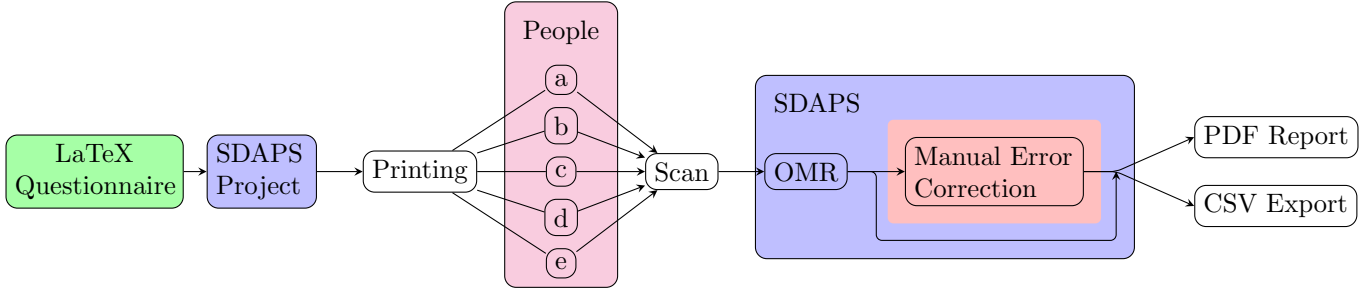 LaTeX
Questionnaire
SDAPS
Project
Printing
People
a
b
c
d
e
Scan
SDAPS
OMR
Manual Error
Correction
PDF Report
CSV Export